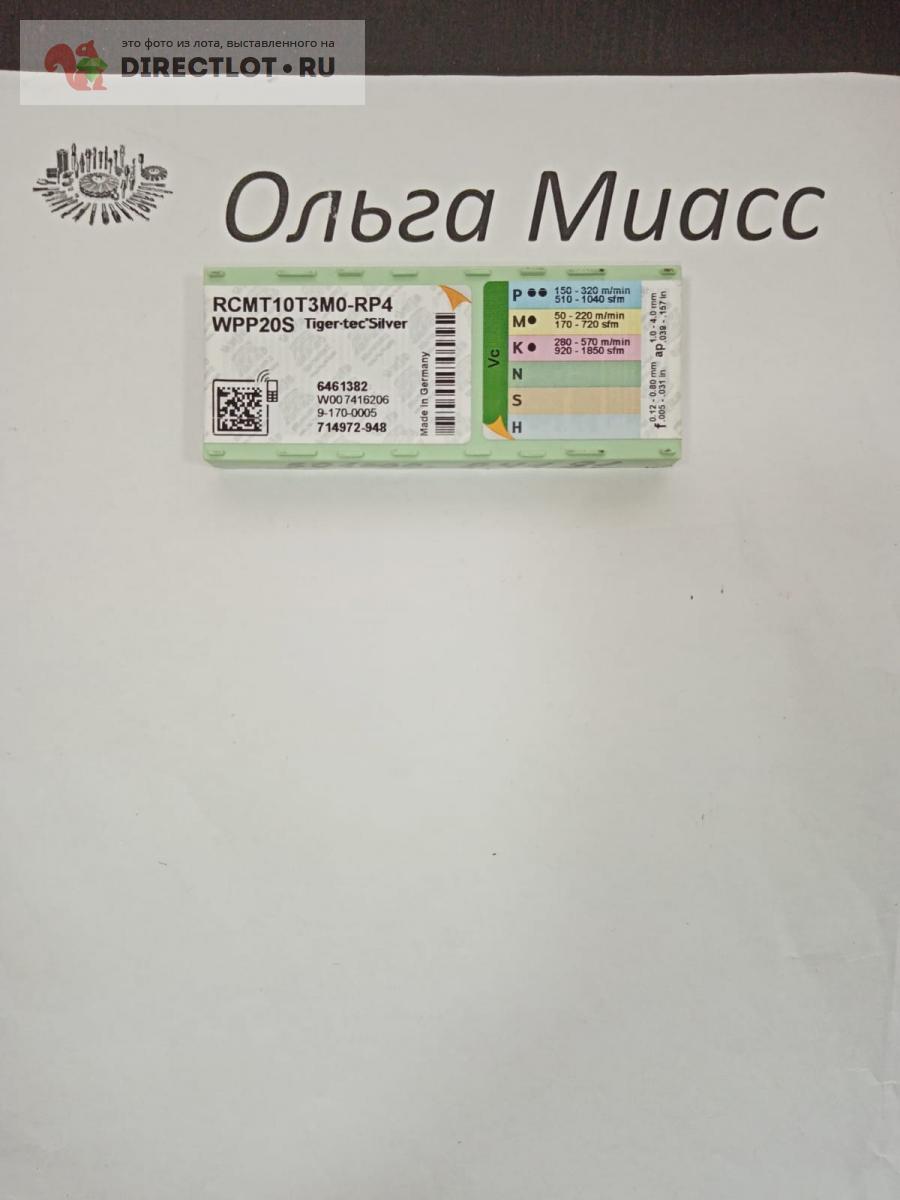 это фото из лота, выставленного на
DIRECTLOT.RU
Ольга Миасс
RCMT10T3M0-RP4
WPP20S Tiger·tec®Silver
6461382
W00 7416206
9-170-0005
714972-948
Made in Germany
Vc
P 150 - 320 m/min
510 - 1040 sfm
M 50 - 220 m/min
170 - 720 sfm
K 280 - 570 m/min
920 - 1850 sfm
N
S
H
f 0.12 - 0.80 mm
.005 - .031 in
ap 1.0 - 4.0 mm
.039 - .157 in